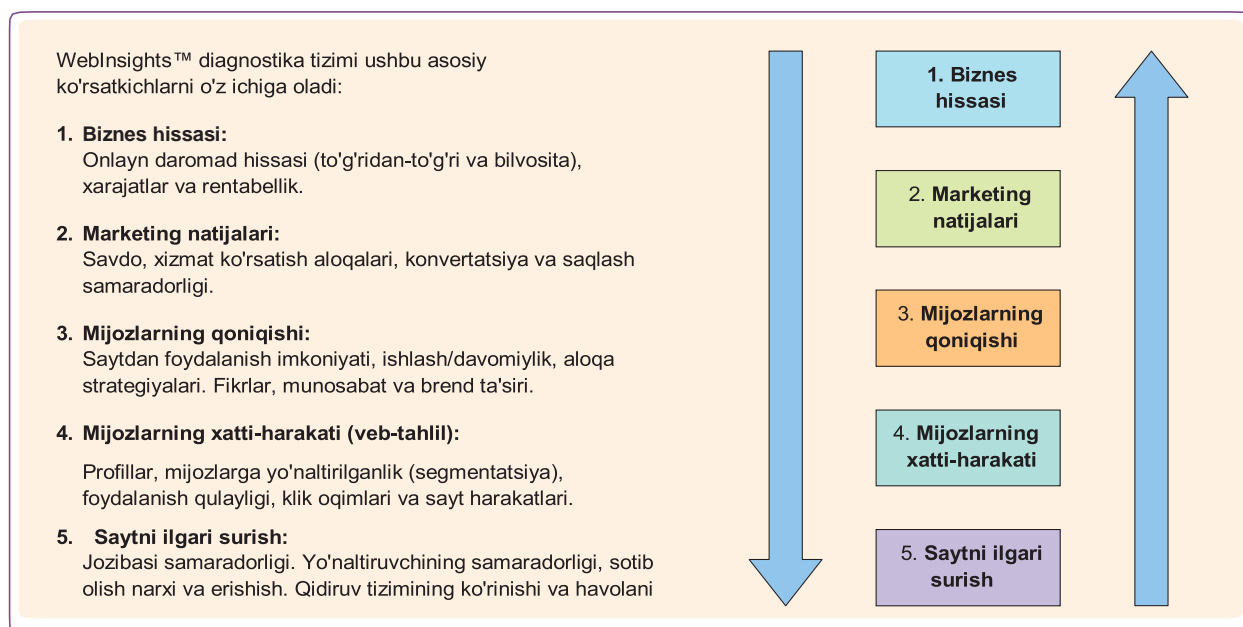 WebInsights™ diagnostika tizimi ushbu asosiy
ko'rsatkichlarni o'z ichiga oladi:
1. Biznes hissasi:
Onlayn daromad hissasi (to'g'ridan-to'g'ri va bilvosita),
xarajatlar va rentabellik.
2. Marketing natijalari:
Savdo, xizmat ko'rsatish aloqalari, konvertatsiya va saqlash
samaradorligi.
3. Mijozlarning qoniqishi:
Saytdan foydalanish imkoniyati, ishlash/davomiylik, aloqa
strategiyalari. Fikrlar, munosabat va brend ta'siri.
4. Mijozlarning xatti-harakati (veb-tahlil):
Profillar, mijozlarga yo'naltirilganlik (segmentatsiya),
foydalanish qulayligi, klik oqimlari va sayt harakatlari.
5. Saytni ilgari surish:
Jozibasi samaradorligi. Yo'naltiruvchining samaradorligi, sotib
olish narxi va erishish. Qidiruv tizimining ko'rinishi va havolani
1. Biznes
hissasi
2. Marketing
natijalari
3. Mijozlarning
qoniqishi
4. Mijozlarning
xatti-harakati
5. Saytni ilgari
surish